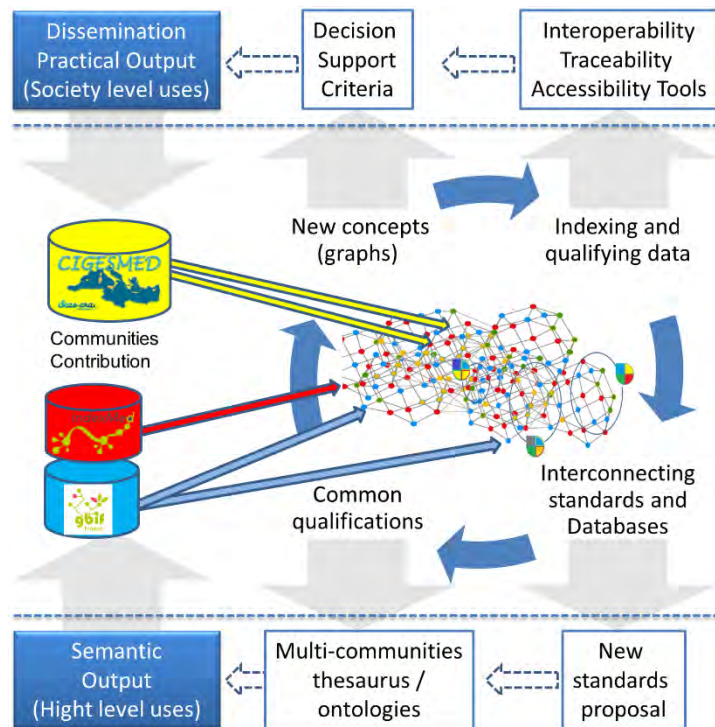 Dissemination
Practical Output
(Society level uses)
Decision
Support
Criteria
Interoperability
Traceability
Accessibility Tools
New concepts
(graphs)
Indexing and
qualifying data
CIGESMED
Communities
Contribution
gbif
Common
qualifications
Interconnecting
standards and
Databases
Semantic
Output
(Hight level uses)
Multi-communities
thesaurus /
ontologies
New
standards
proposal